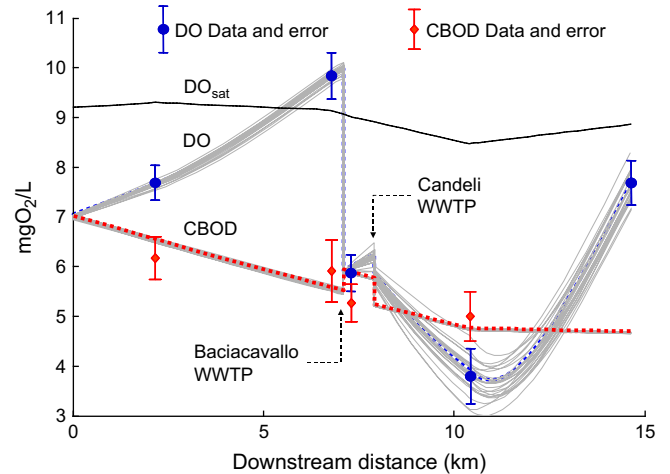 11
10
9
8
7
6
5
4
3
mgO₂/L
DO Data and error
CBOD Data and error
DOsat
DO
CBOD
Candeli
WWTP
Baciacavallo
WWTP
0
5
10
15
Downstream distance (km)